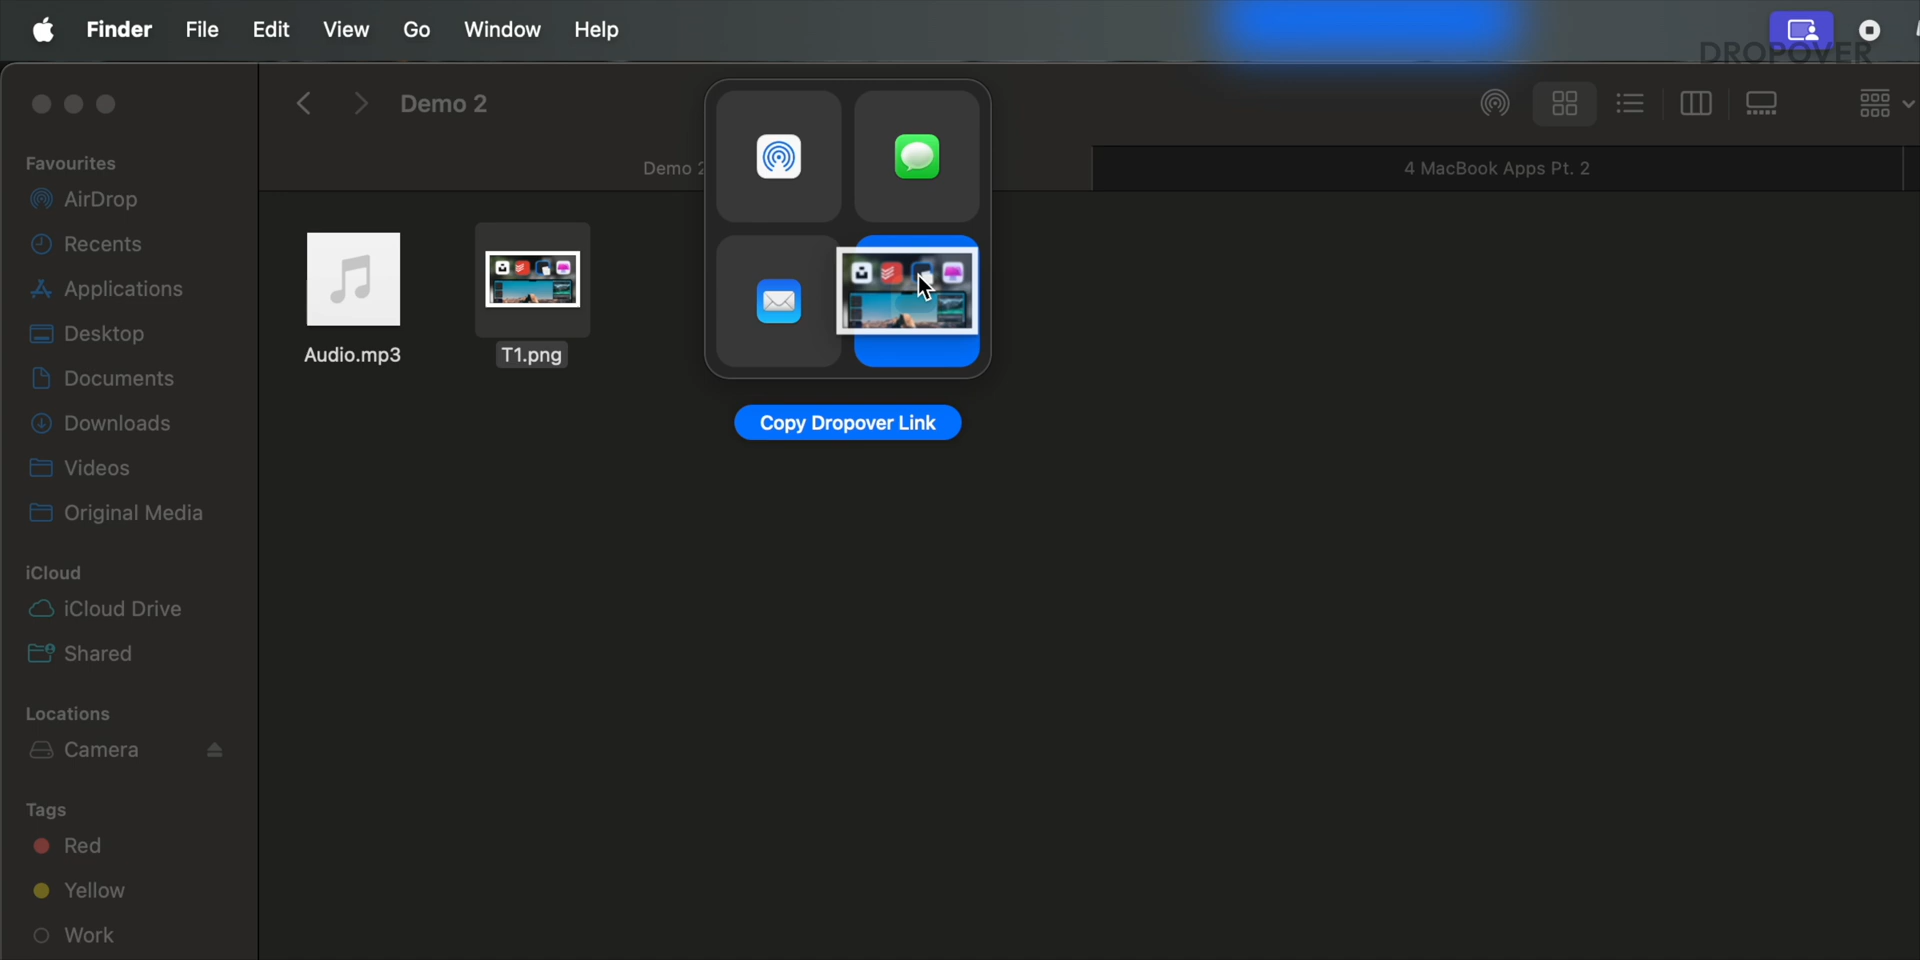 Finder File Edit View Go Window Help
DROPOVER
Demo 2
Demo 2
4 MacBook Apps Pt. 2
Favourites
AirDrop
Recents
Applications
Desktop
Documents
Downloads
Videos
Original Media
iCloud
iCloud Drive
Shared
Locations
Camera
Tags
Red
Yellow
Work
Audio.mp3
T1.png
Copy Dropover Link